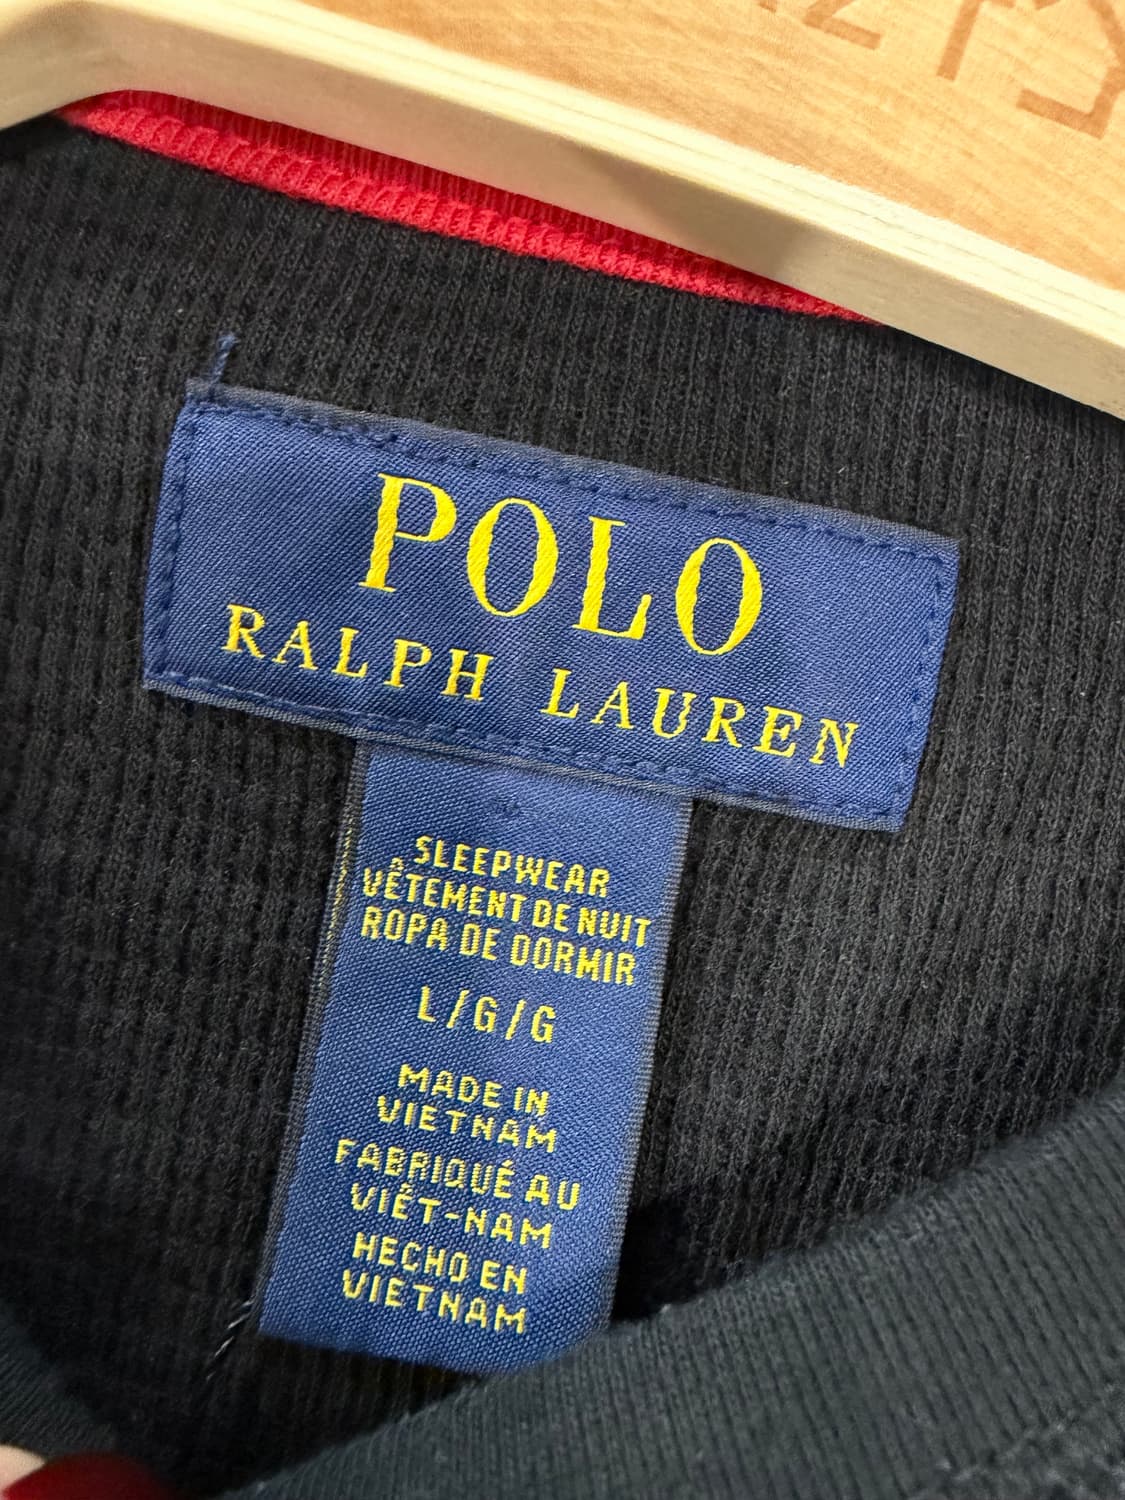 POLO
RALPH LAUREN
SLEEPWEAR
VÊTEMENT DE NUIT
ROPA DE DORMIR
L/G/G
MADE IN
VIETNAM
FABRIQUÉ AU
VIÊT-NAM
HECHO EN
VIETNAM